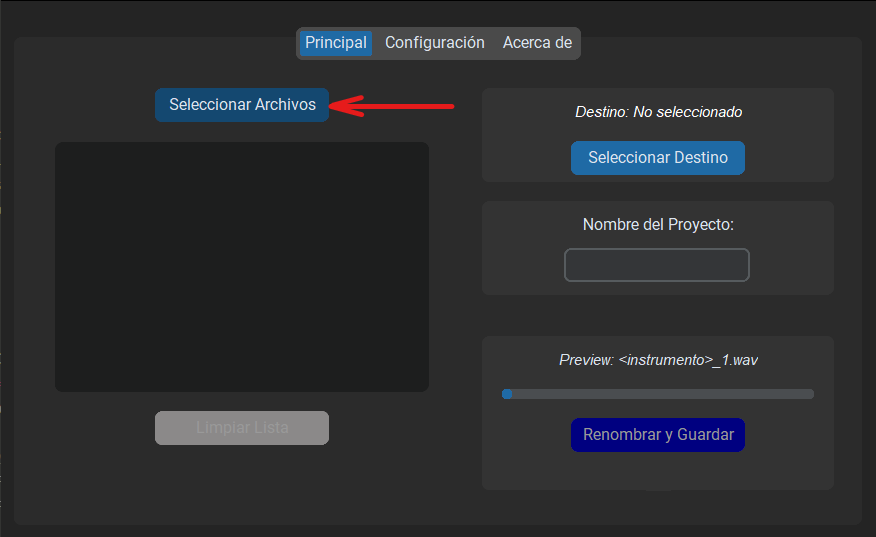 Principal Configuración Acerca de
Seleccionar Archivos
Limpiar Lista
Destino: No seleccionado
Seleccionar Destino
Nombre del Proyecto:
Preview: <instrumento>_1.wav
Renombrar y Guardar